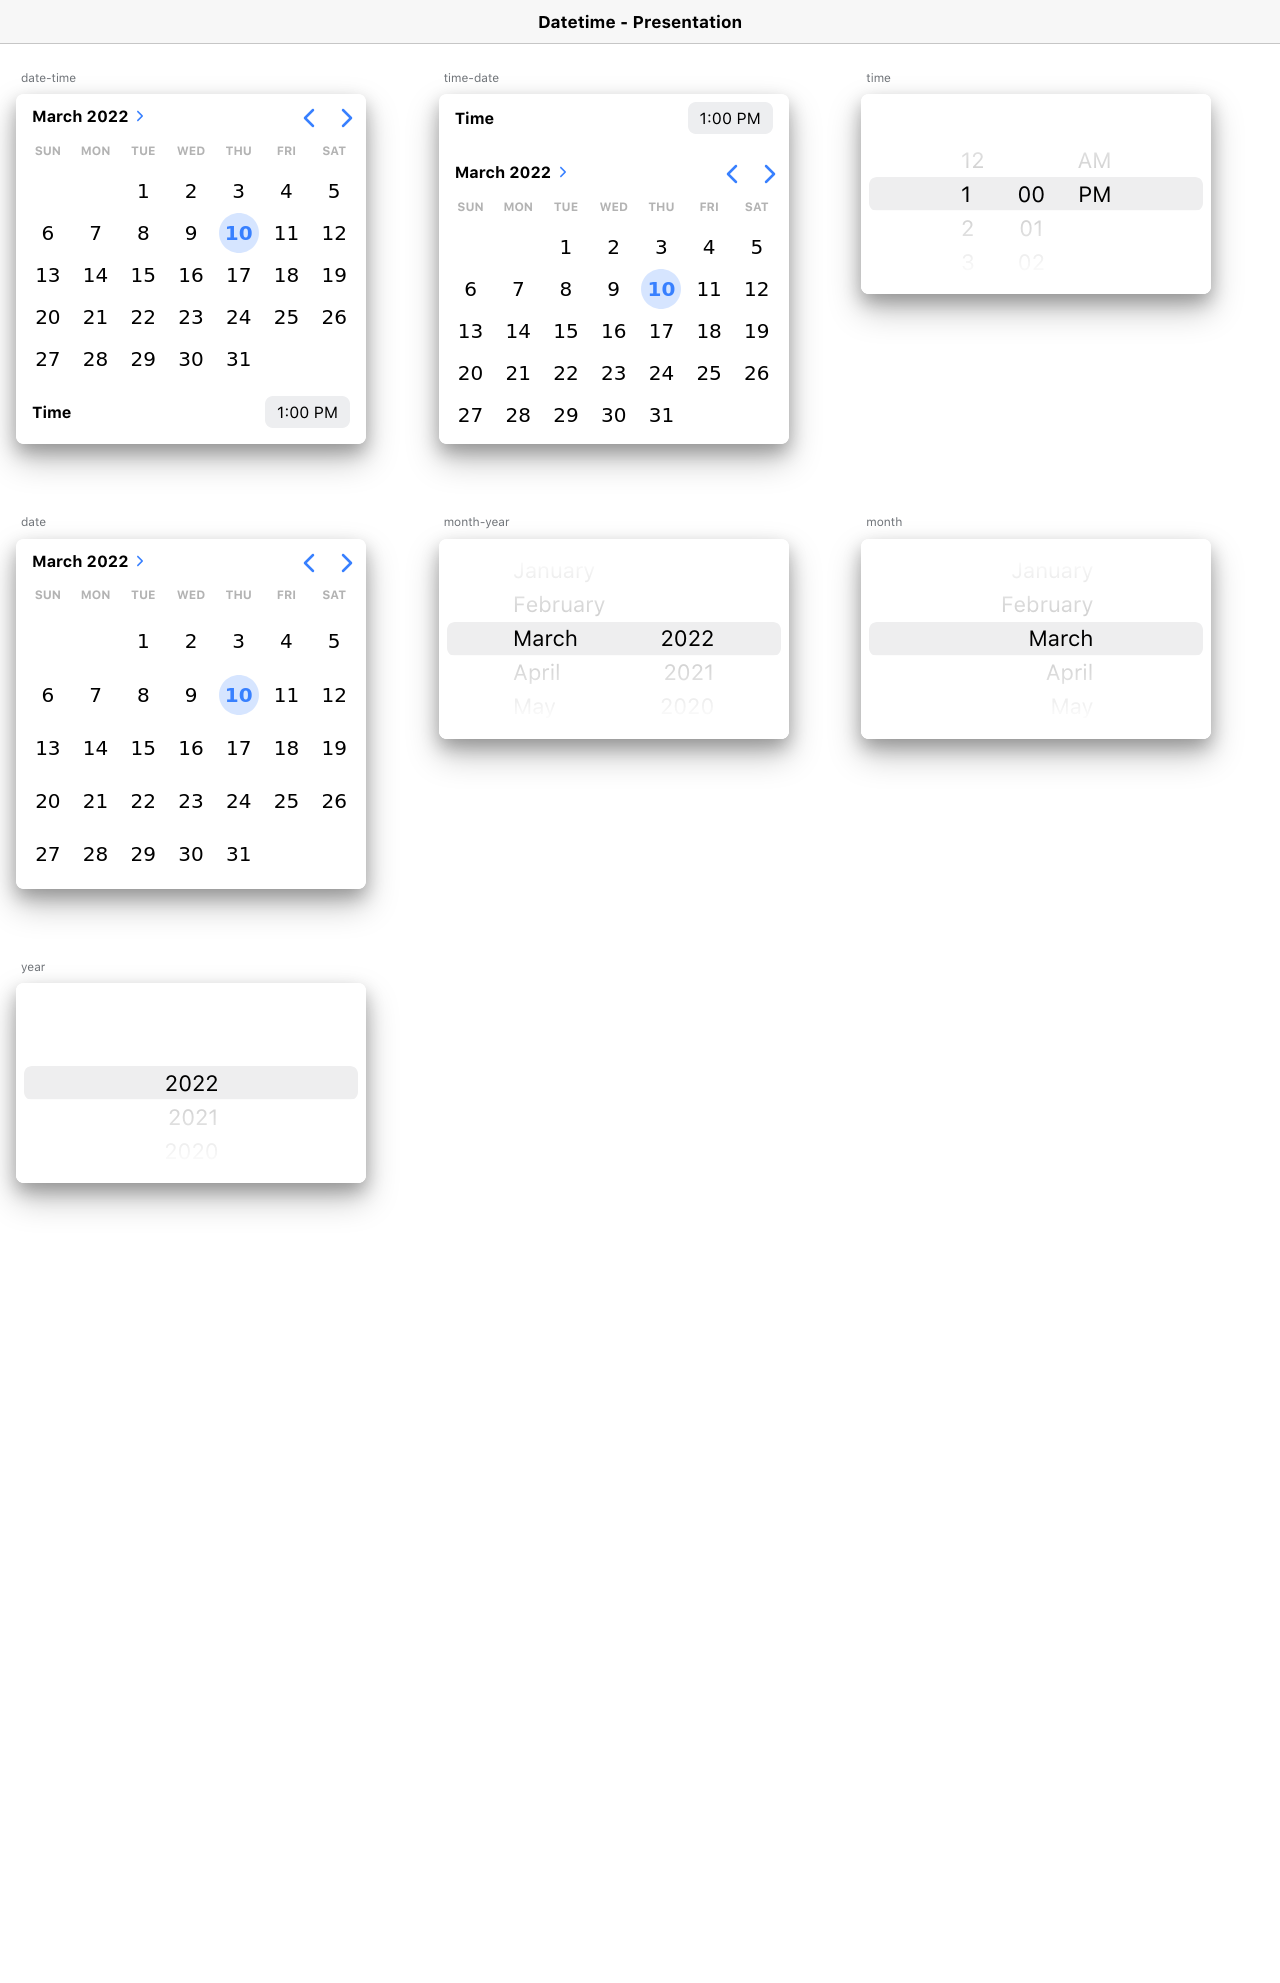 Datetime - Presentation
date-time
March 2022
SUN MON TUE WED THU FRI SAT
1 2 3 4 5
6 7 8 9 10 11 12
13 14 15 16 17 18 19
20 21 22 23 24 25 26
27 28 29 30 31
Time 1:00 PM
time-date
Time 1:00 PM
March 2022
SUN MON TUE WED THU FRI SAT
1 2 3 4 5
6 7 8 9 10 11 12
13 14 15 16 17 18 19
20 21 22 23 24 25 26
27 28 29 30 31
time
12 AM
1 00 PM
2 01
3 02
date
March 2022
SUN MON TUE WED THU FRI SAT
1 2 3 4 5
6 7 8 9 10 11 12
13 14 15 16 17 18 19
20 21 22 23 24 25 26
27 28 29 30 31
month-year
January
February
March 2022
April 2021
May 2020
month
January
February
March
April
May
year
2022
2021
2020